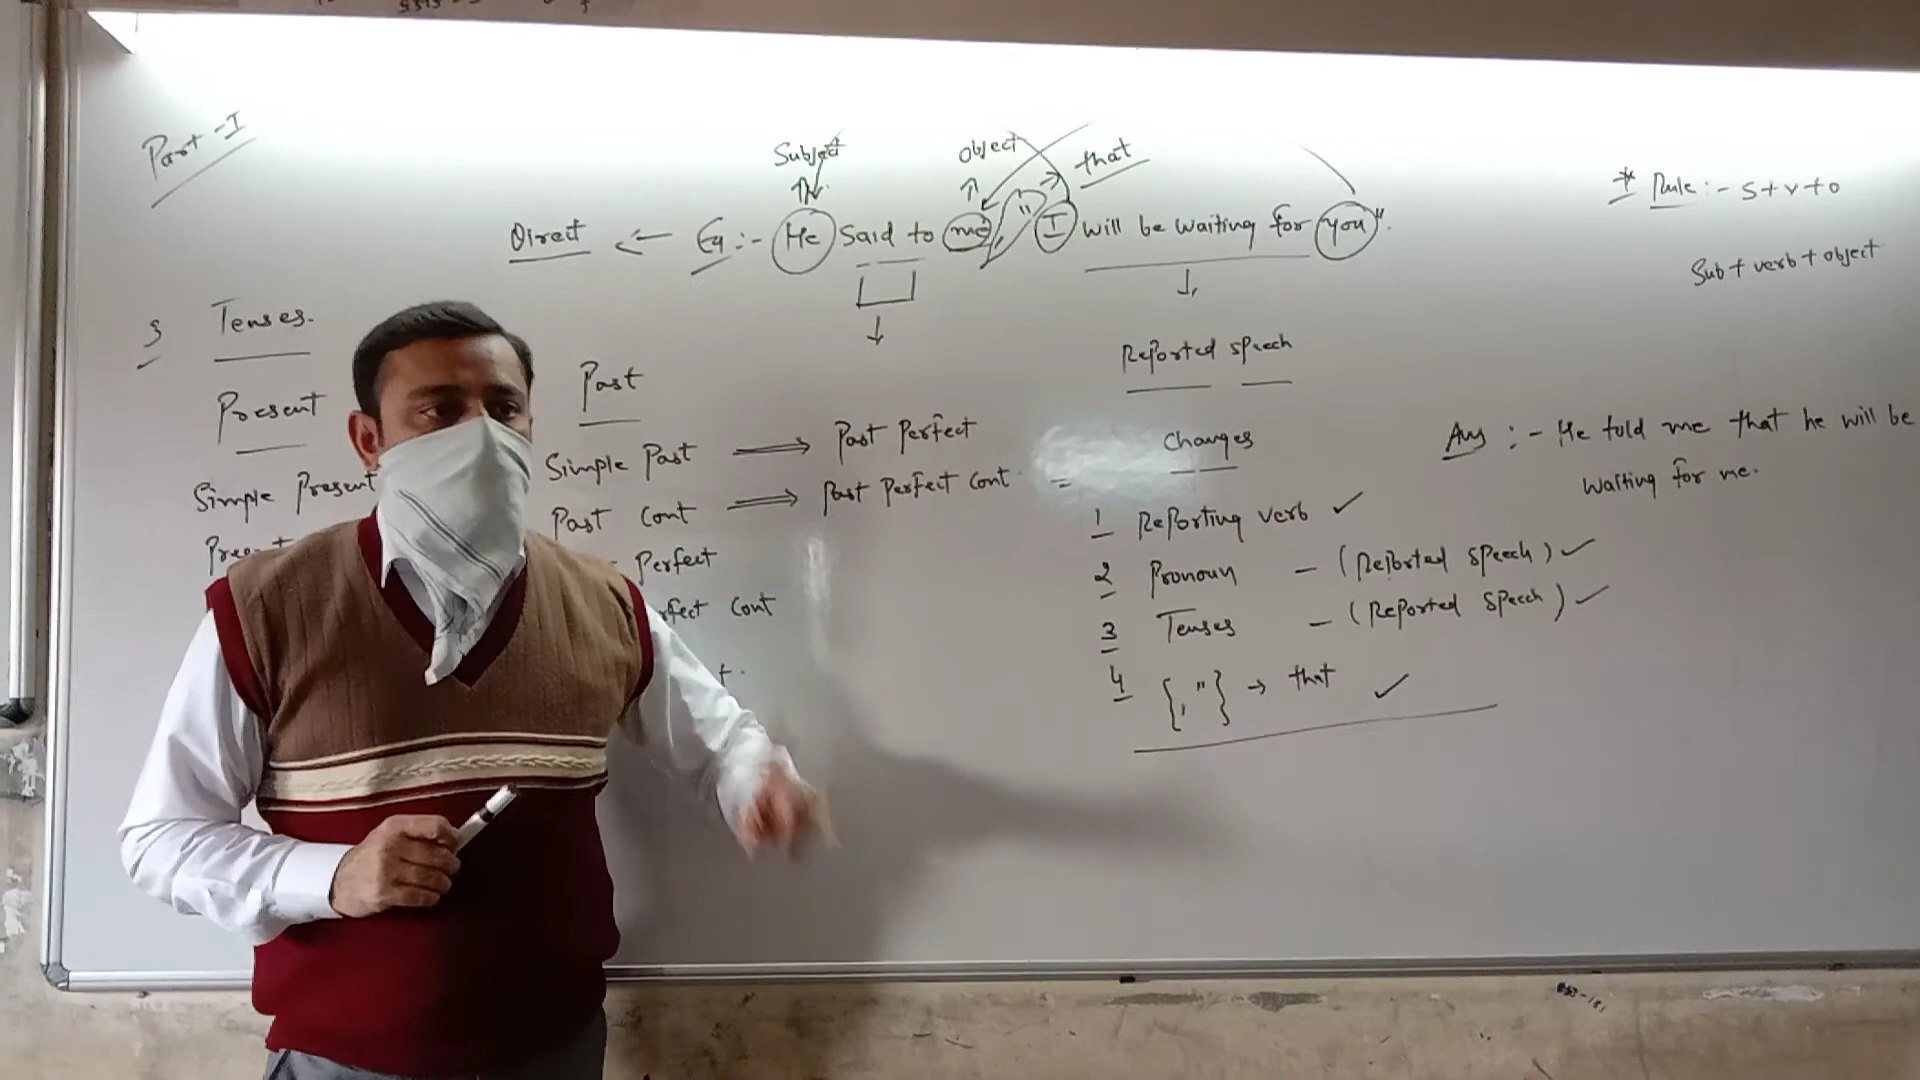 Part-I
Subject
object
that
Direct ← Eg:- He said to me, "I will be waiting for you".
* Rule:- S+V+O
Sub + verb + object
3 Tenses.
Present
Simple Present
Past
Simple Past ⇒ Past Perfect
Past Cont ⇒ Past Perfect Cont
Perfect
Cont
Reported speech
Changes
1 Reporting verb ✓
2 Pronoun - (Reported speech) ✓
3 Tenses - (Reported speech) ✓
4 {, "} → that ✓
Ans :- He told me that he will be
waiting for me.